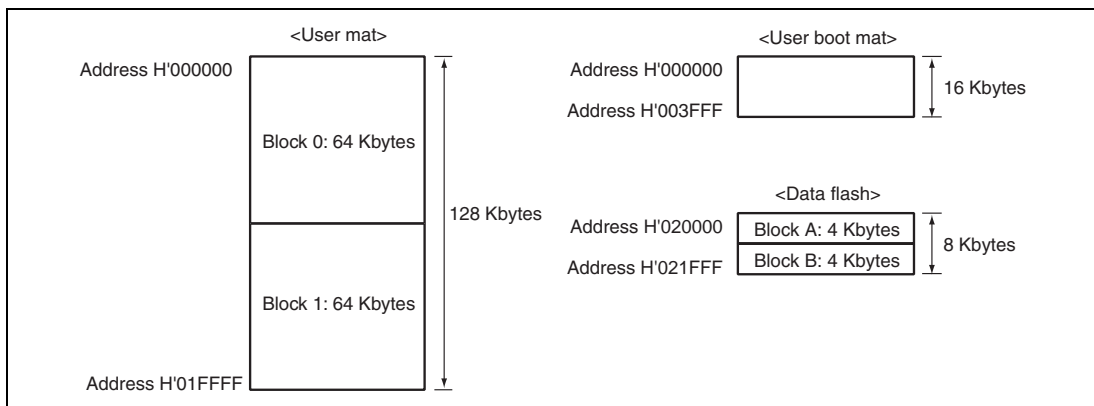 <User mat>
Address H'000000
Block 0: 64 Kbytes
128 Kbytes
Block 1: 64 Kbytes
Address H'01FFFF
<User boot mat>
Address H'000000
16 Kbytes
Address H'003FFF
<Data flash>
Address H'020000
Block A: 4 Kbytes
8 Kbytes
Address H'021FFF
Block B: 4 Kbytes